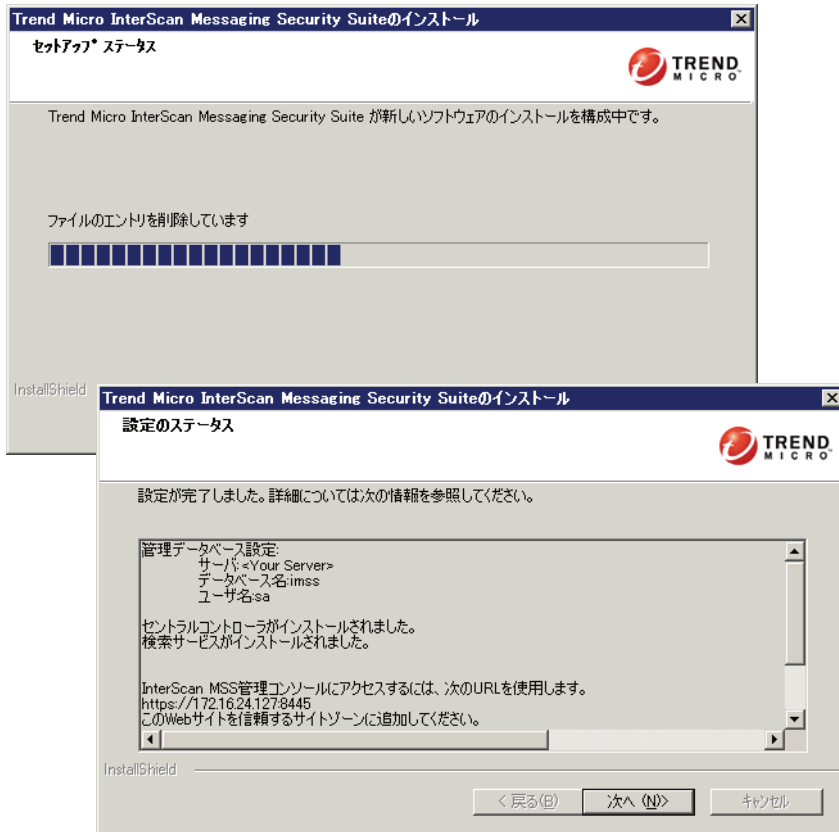 Trend Micro InterScan Messaging Security Suiteのインストール
セットアップ ステータス
TREND
MICRO
Trend Micro InterScan Messaging Security Suite が新しいソフトウェアのインストールを構成中です。
ファイルのエントリを削除しています
InstallShield
Trend Micro InterScan Messaging Security Suiteのインストール
設定のステータス
TREND
MICRO
設定が完了しました。詳細については次の情報を参照してください。
管理データベース設定:
サーバ:<Your Server>
データベース名:imss
ユーザ名:sa
セントラルコントローラがインストールされました。
検索サービスがインストールされました。
InterScan MSS管理コンソールにアクセスするには、次のURLを使用します。
https://172.16.24.127:8445
このWebサイトを信頼するサイトゾーンに追加してください。
InstallShield
< 戻る(B)
次へ (N)>
キャンセル